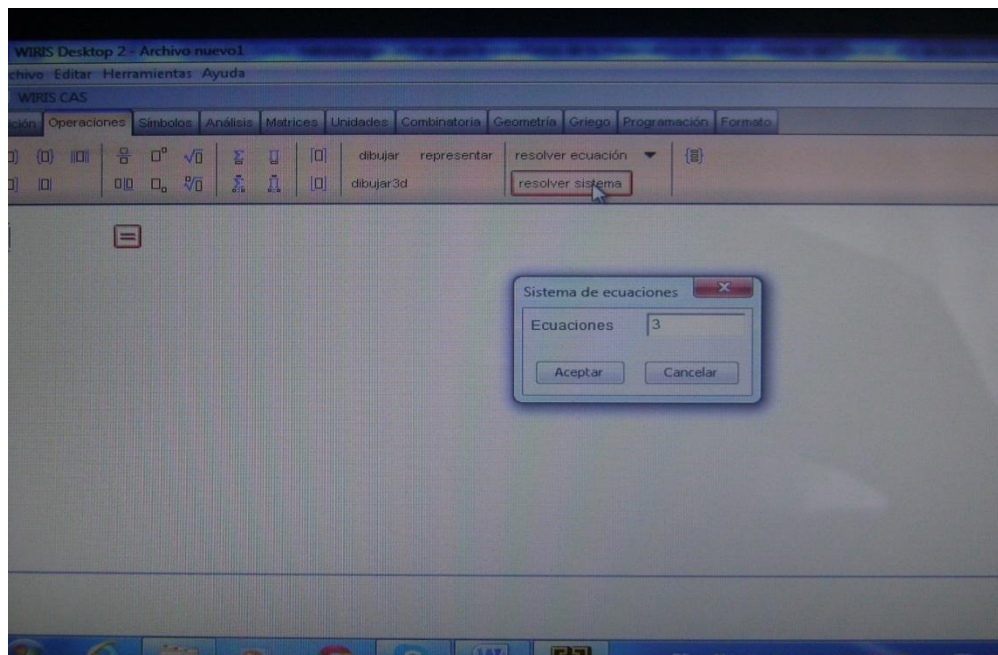 WIRIS Desktop 2 - Archivo nuevo1
chivo Editar Herramientas Ayuda
WIRIS CAS
ción Operaciones Símbolos Análisis Matrices Unidades Combinatoria Geometría Griego Programación Formato
dibujar representar resolver ecuación
dibujar3d resolver sistema
=
Sistema de ecuaciones
Ecuaciones 3
Aceptar Cancelar